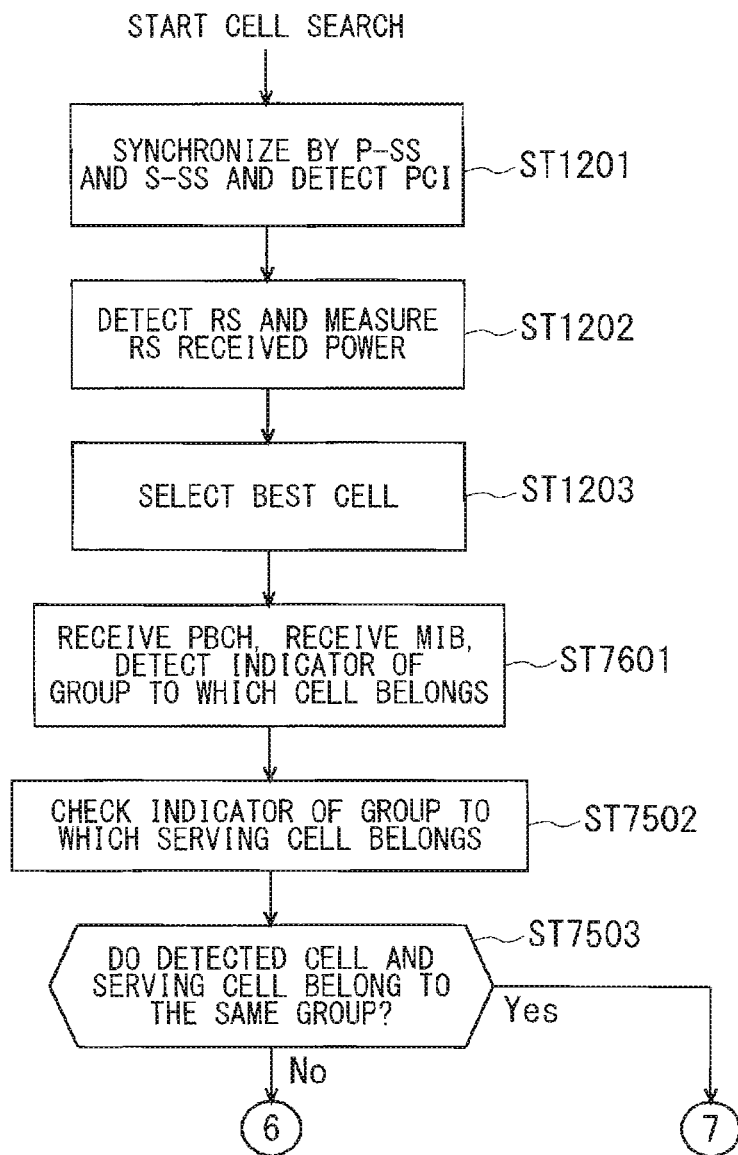 START CELL SEARCH
SYNCHRONIZE BY P-SS
AND S-SS AND DETECT PCI
ST1201
DETECT RS AND MEASURE
RS RECEIVED POWER
ST1202
SELECT BEST CELL
ST1203
RECEIVE PBCH, RECEIVE MIB,
DETECT INDICATOR OF
GROUP TO WHICH CELL BELONGS
ST7601
CHECK INDICATOR OF GROUP TO
WHICH SERVING CELL BELONGS
ST7502
DO DETECTED CELL AND
SERVING CELL BELONG TO
THE SAME GROUP?
ST7503
Yes
No
6
7